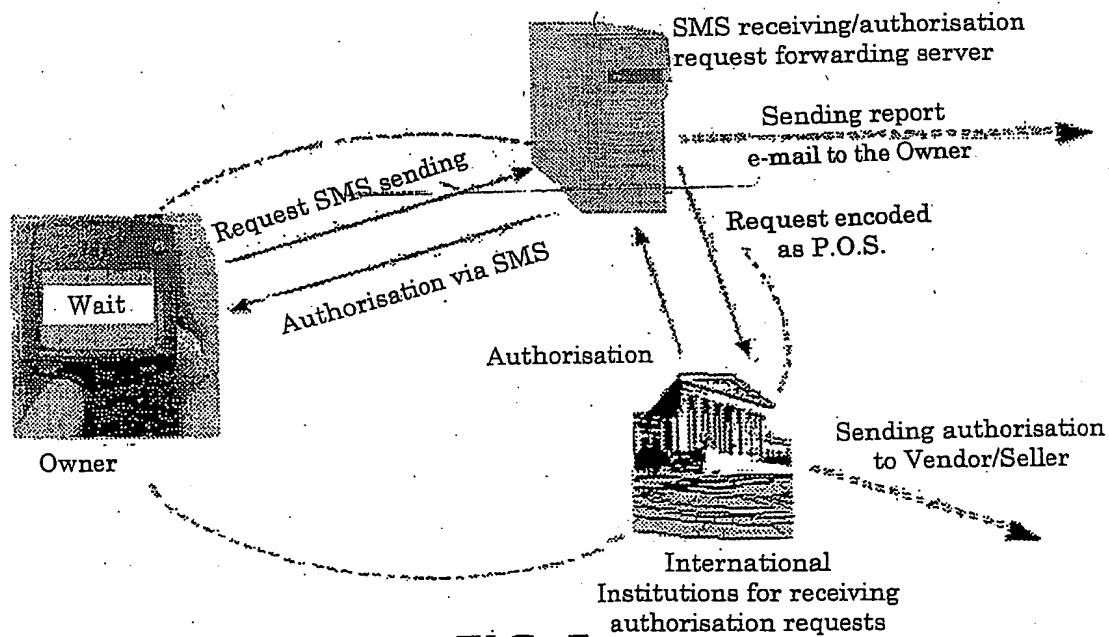 SMS receiving/authorisation
request forwarding server
Sending report
e-mail to the Owner
Request SMS sending
Request encoded
as P.O.S.
Wait
Authorisation via SMS
Authorisation
Sending authorisation
to Vendor/Seller
Owner
International
Institutions for receiving
authorisation requests